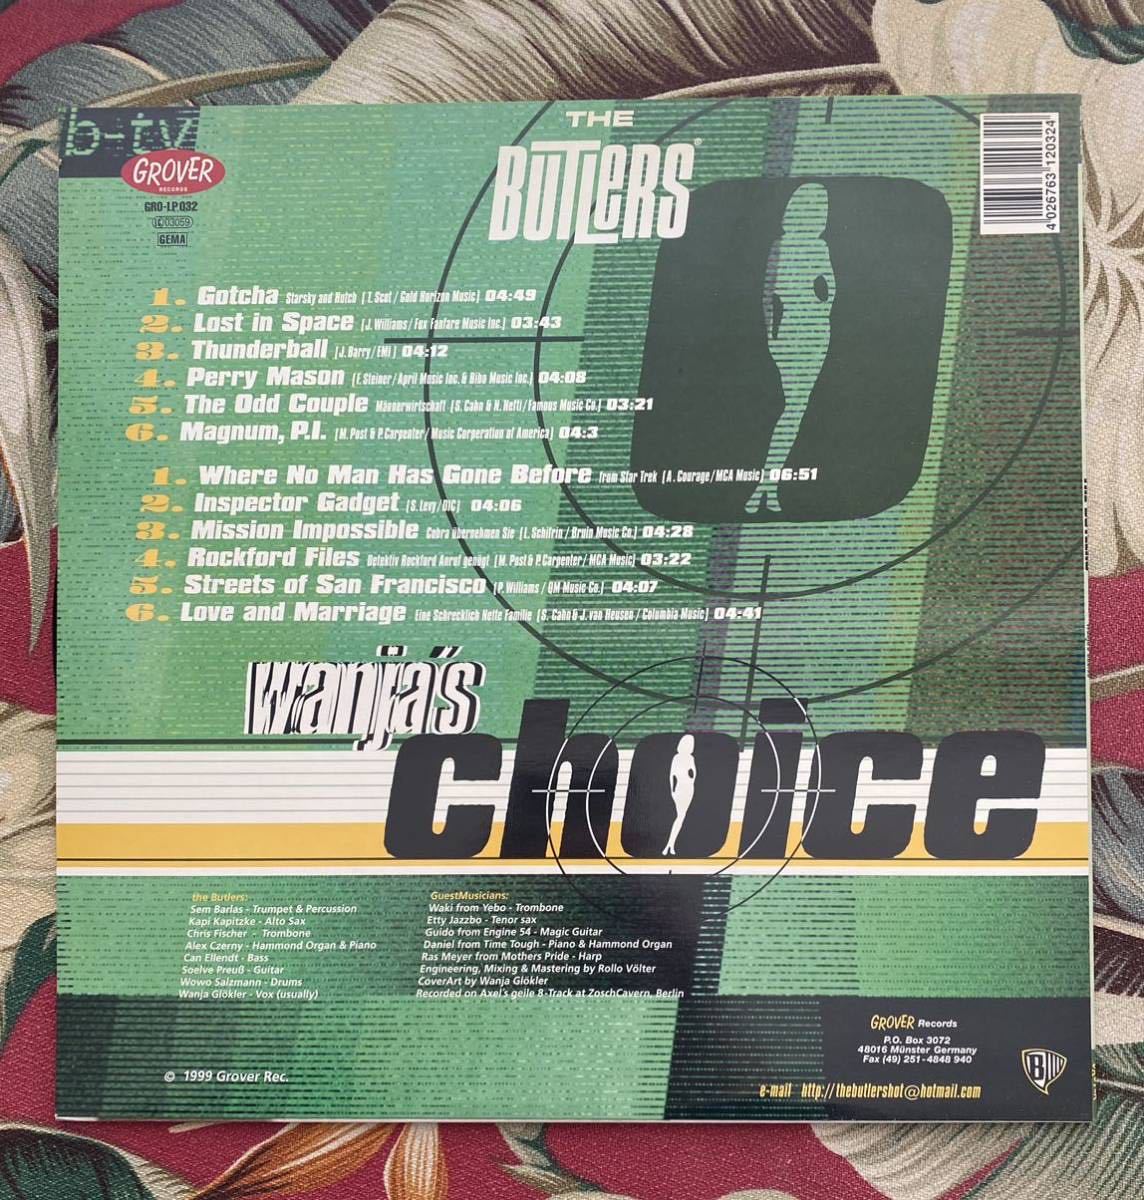 b-tv
GROVER
RECORDS
GRO-LP 032
LC 03059
GEMA
THE
BUTLERS®
4 026763 120324
1. Gotcha Starsky and Hutch [T. Scot / Gold Horizon Music] 04:49
2. Lost in Space [J. Williams / Fox Fanfare Music Inc.] 03:43
3. Thunderball [J. Barry / EMI ] 04:12
4. Perry Mason [F. Steiner / April Music Inc. & Bibo Music Inc.] 04:08
5. The Odd Couple Männerwirtschaft [S. Cahn & N. Hefti / Famous Music Co.] 03:21
6. Magnum, P.I. [M. Post & P. Carpenter / Music Corperation of America] 04:3
1. Where No Man Has Gone Before from Star Trek [A. Courage / MCA Music] 06:51
2. Inspector Gadget [S. Levy / DIC] 04:06
3. Mission Impossible Cobra übernehmen Sie [L. Schifrin / Bruin Music Co.] 04:28
4. Rockford Files Detektiv Rockford Anruf genügt [M. Post & P. Carpenter / MCA Music] 03:22
5. Streets of San Francisco [P. Williams / QM Music Co.] 04:07
6. Love and Marriage Eine Schrecklich Nette Familie [S. Cahn & J. van Heusen / Columbia Music] 04:41
wanja's
choice
the Butlers:
Sem Barlas - Trumpet & Percussion
Kapi Kapitzke - Alto Sax
Chris Fischer - Trombone
Alex Czerny - Hammond Organ & Piano
Can Ellendt - Bass
Soelve Preuß - Guitar
Wowo Salzmann - Drums
Wanja Glökler - Vox (usually)
GuestMusicians:
Waki from Yebo - Trombone
Etty Jazzbo - Tenor sax
Guido from Engine 54 - Magic Guitar
Daniel from Time Tough - Piano & Hammond Organ
Ras Meyer from Mothers Pride - Harp
Engineering, Mixing & Mastering by Rollo Völter
CoverArt by Wanja Glökler
Recorded on Axel's geile 8-Track at ZoschCavern, Berlin
© 1999 Grover Rec.
GROVER Records
P.O. Box 3072
48016 Münster Germany
Fax (49) 251-4848 940
e-mail http://thebutlershot@hotmail.com
B